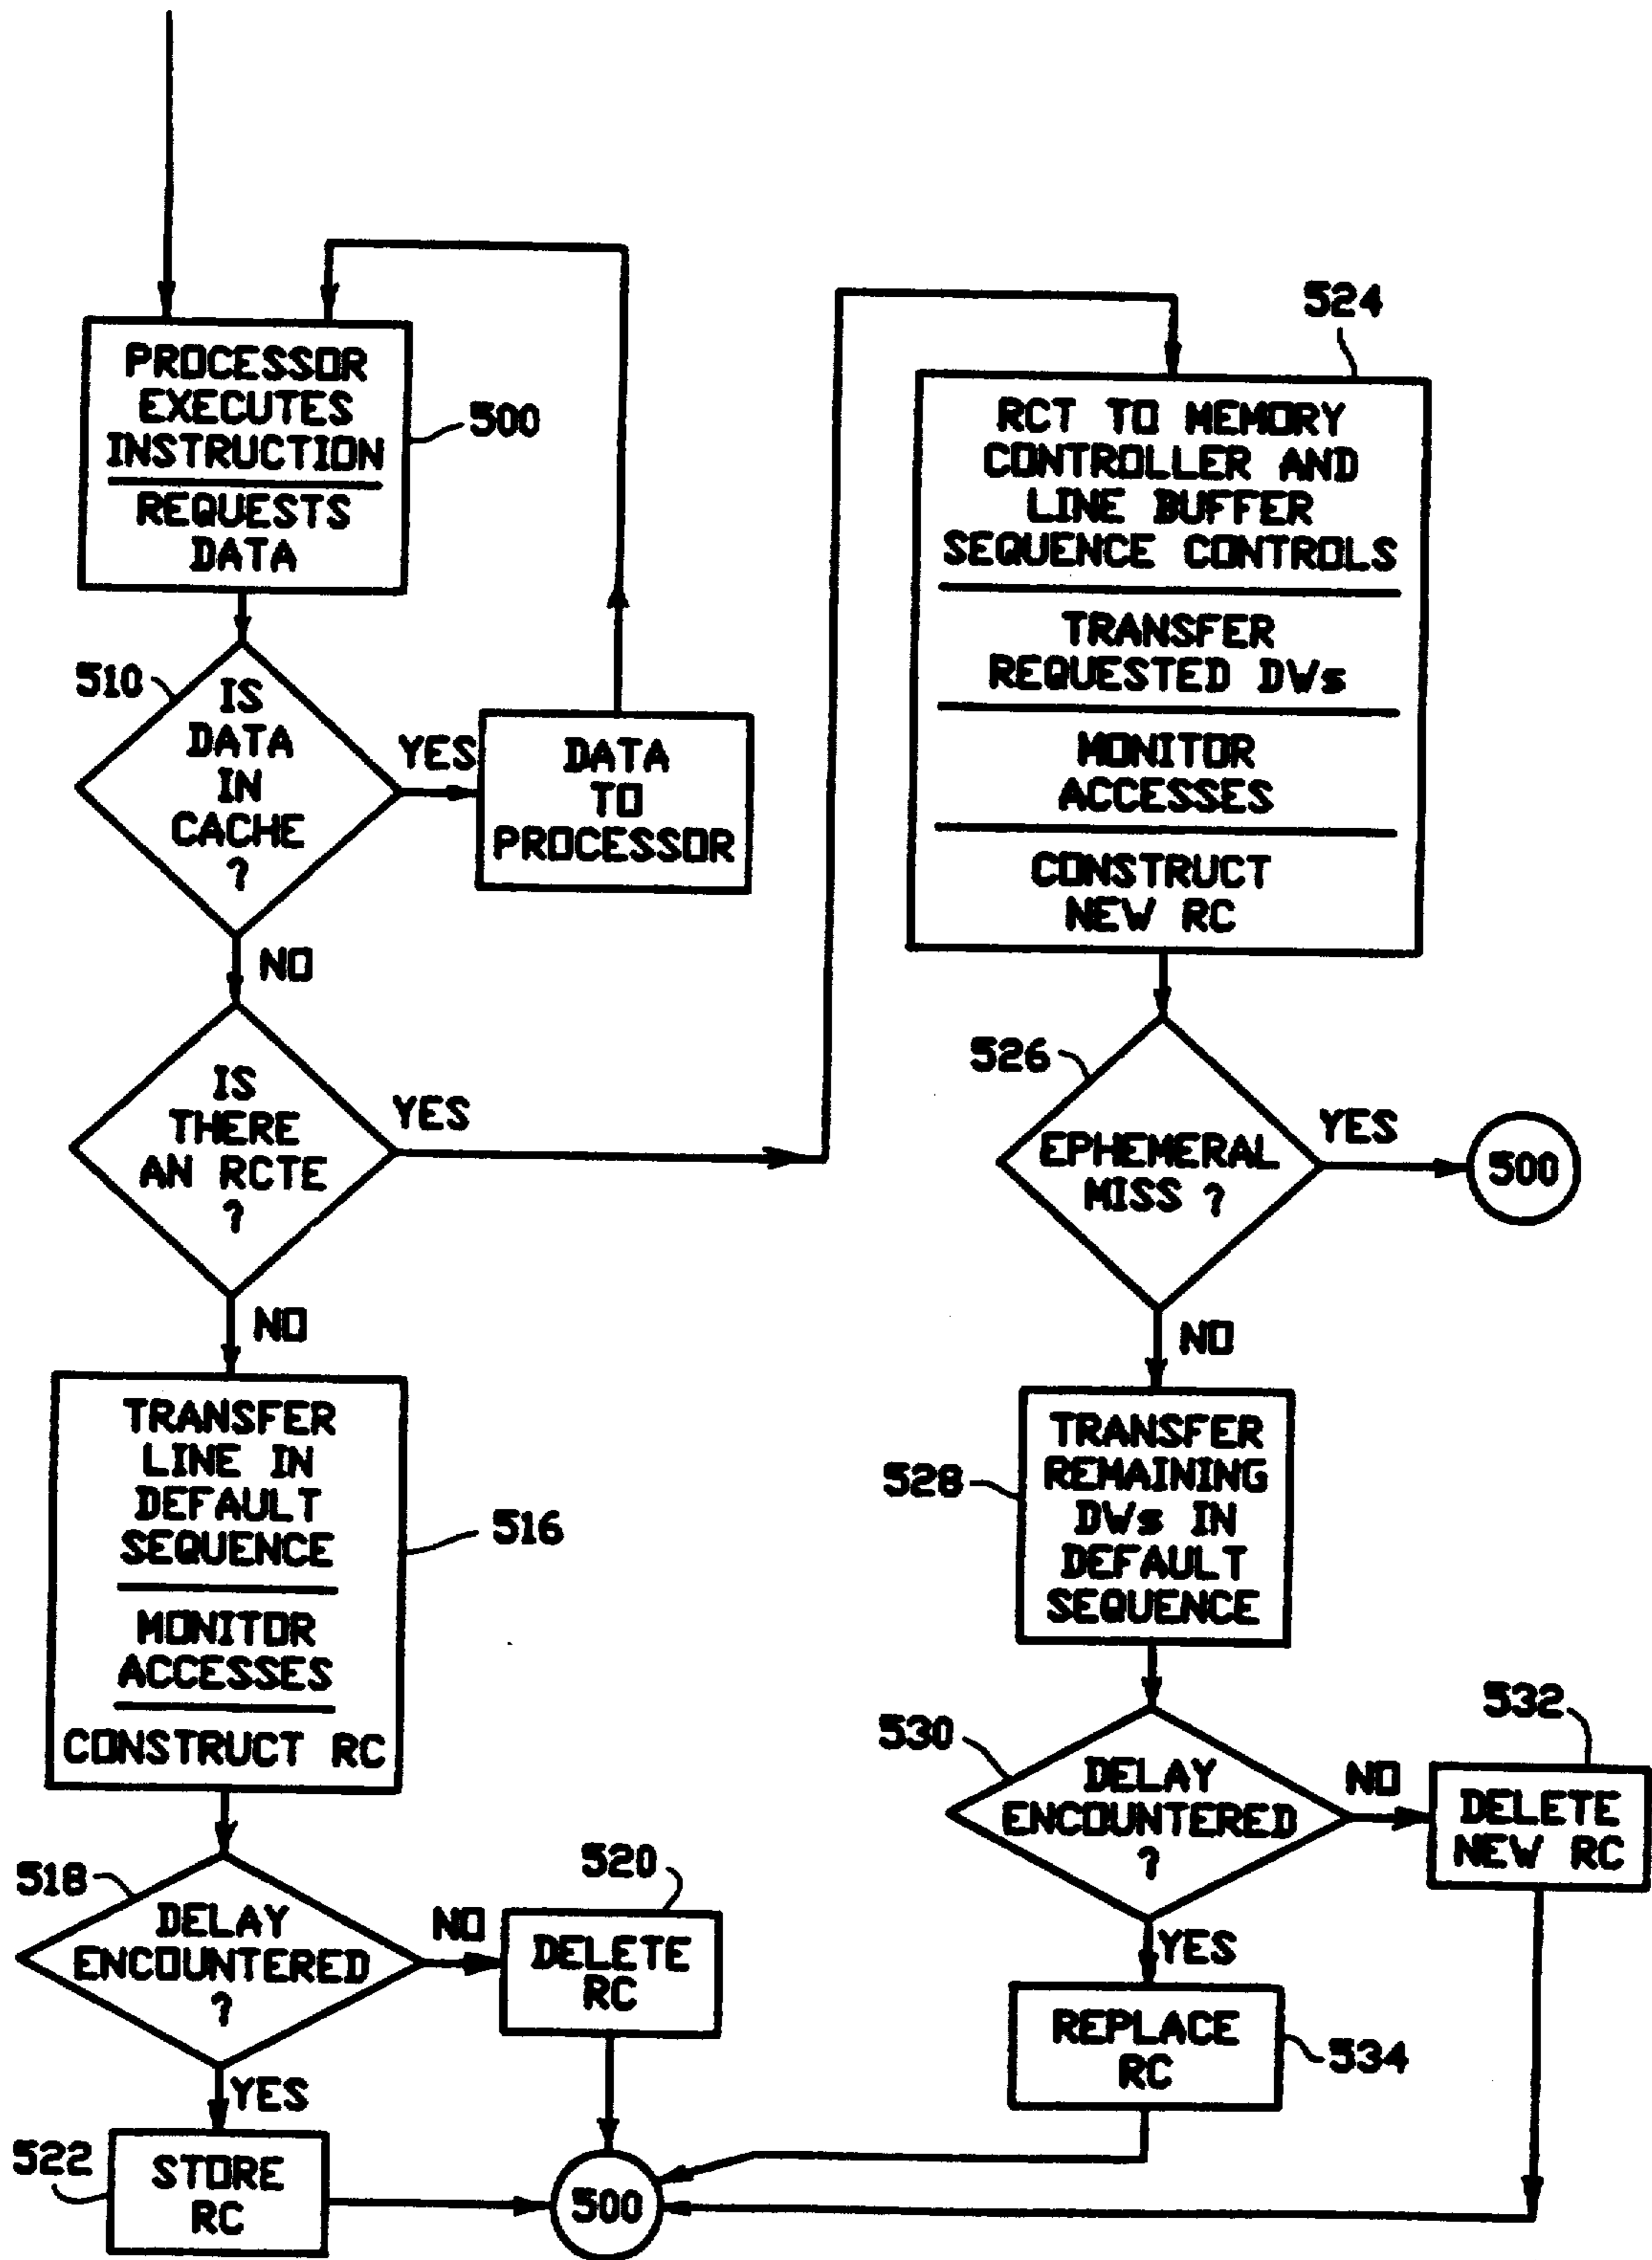 PROCESSOR
EXECUTES
INSTRUCTION
REQUESTS
DATA
500
510
IS
DATA
IN
CACHE
?
YES
DATA
TO
PROCESSOR
NO
IS
THERE
AN RCTE
?
YES
NO
TRANSFER
LINE IN
DEFAULT
SEQUENCE
MONITOR
ACCESSES
CONSTRUCT RC
516
518
DELAY
ENCOUNTERED
?
NO
520
DELETE
RC
YES
522
STORE
RC
500
524
RCT TO MEMORY
CONTROLLER AND
LINE BUFFER
SEQUENCE CONTROLS
TRANSFER
REQUESTED DWs
MONITOR
ACCESSES
CONSTRUCT
NEW RC
526
EPHEMERAL
MISS ?
YES
500
NO
528
TRANSFER
REMAINING
DWs IN
DEFAULT
SEQUENCE
530
DELAY
ENCOUNTERED
?
NO
532
DELETE
NEW RC
YES
REPLACE
RC
534